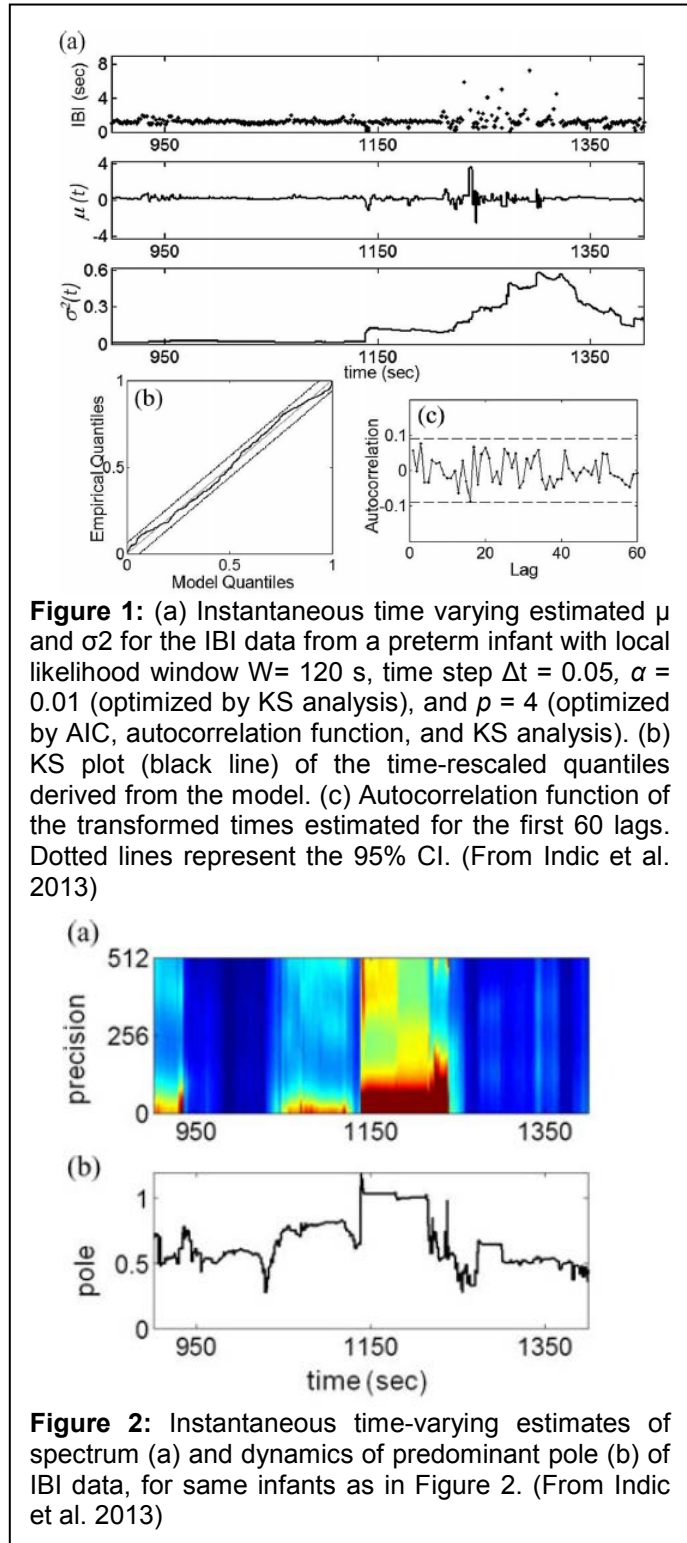 (a)
IBI (sec)
8
4
0
950
1150
1350
μ (t)
4
0
-4
950
1150
1350
σ²(t)
0.6
0.3
0
950
1150
1350
time (sec)
(b)
Empirical Quantiles
1
0.5
0
0
0.5
1
Model Quantiles
(c)
Autocorrelation
0.1
0
-0.1
0
20
40
60
Lag
Figure 1: (a) Instantaneous time varying estimated μ
and σ2 for the IBI data from a preterm infant with local
likelihood window W= 120 s, time step Δt = 0.05, α =
0.01 (optimized by KS analysis), and p = 4 (optimized
by AIC, autocorrelation function, and KS analysis). (b)
KS plot (black line) of the time-rescaled quantiles
derived from the model. (c) Autocorrelation function of
the transformed times estimated for the first 60 lags.
Dotted lines represent the 95% CI. (From Indic et al.
2013)
(a)
precision
512
256
0
950
1150
1350
(b)
pole
1
0.5
0
950
1150
1350
time (sec)
Figure 2: Instantaneous time-varying estimates of
spectrum (a) and dynamics of predominant pole (b) of
IBI data, for same infants as in Figure 2. (From Indic
et al. 2013)